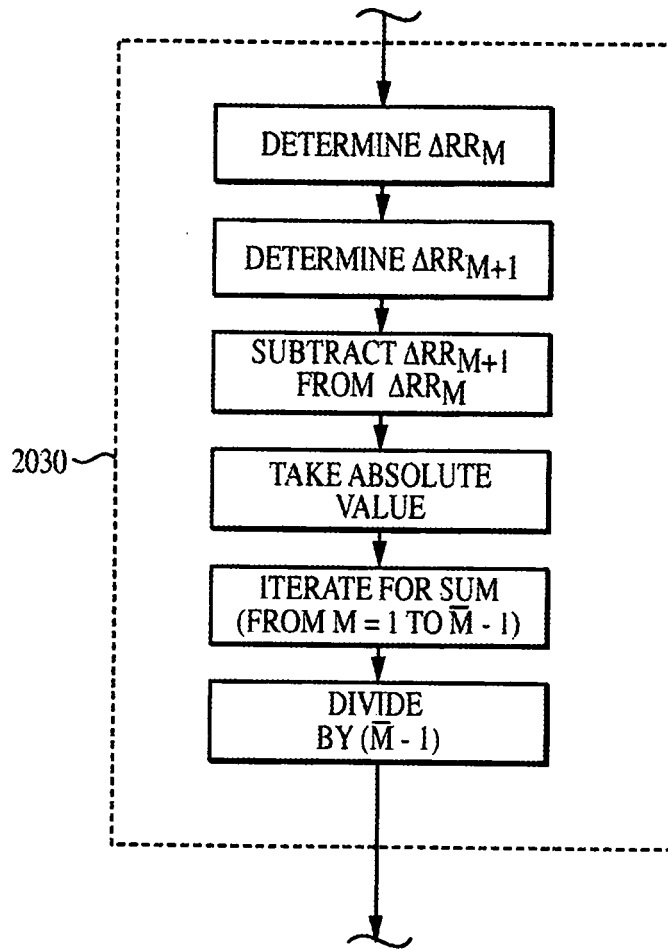 DETERMINE ΔRR_M
DETERMINE ΔRR_M+1
SUBTRACT ΔRR_M+1
FROM ΔRR_M
2030
TAKE ABSOLUTE
VALUE
ITERATE FOR SUM
(FROM M = 1 TO M̅ - 1)
DIVIDE
BY (M̅ - 1)